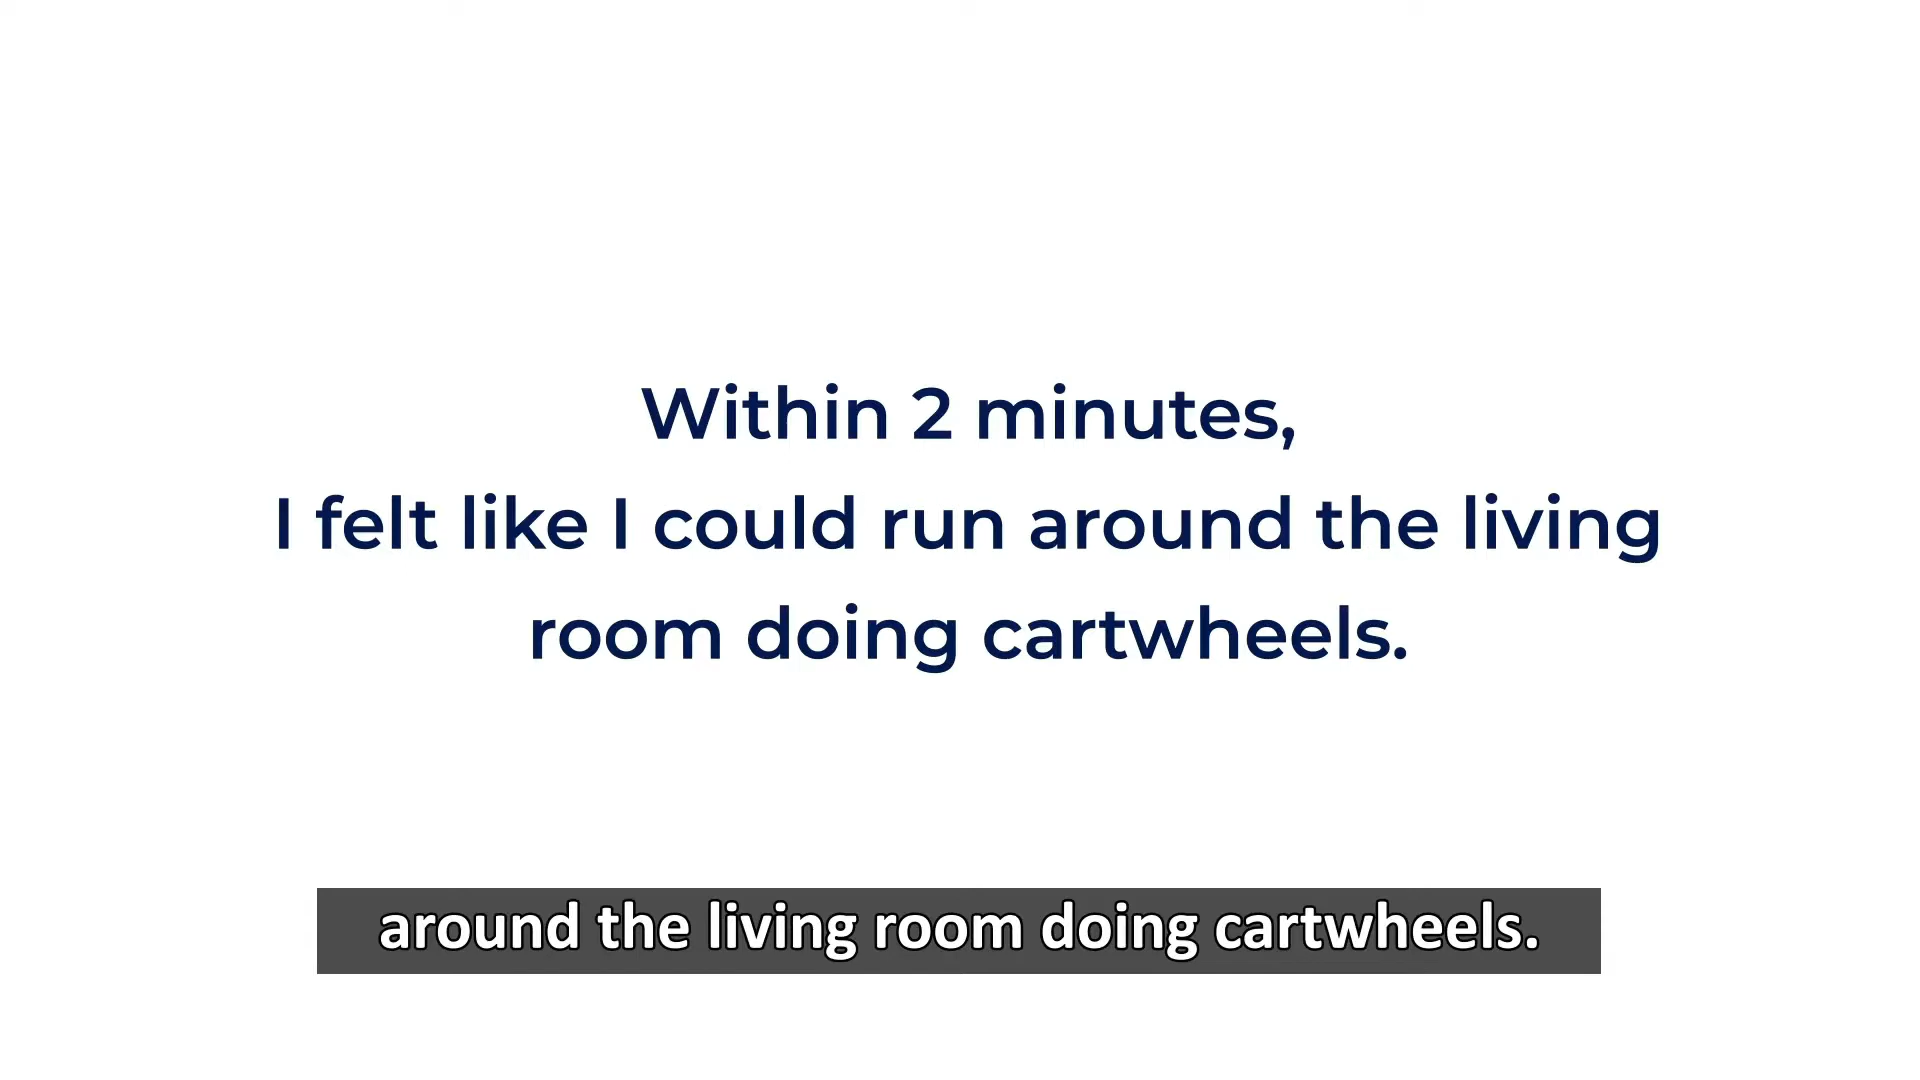 Within 2 minutes,
I felt like I could run around the living
room doing cartwheels.
around the living room doing cartwheels.